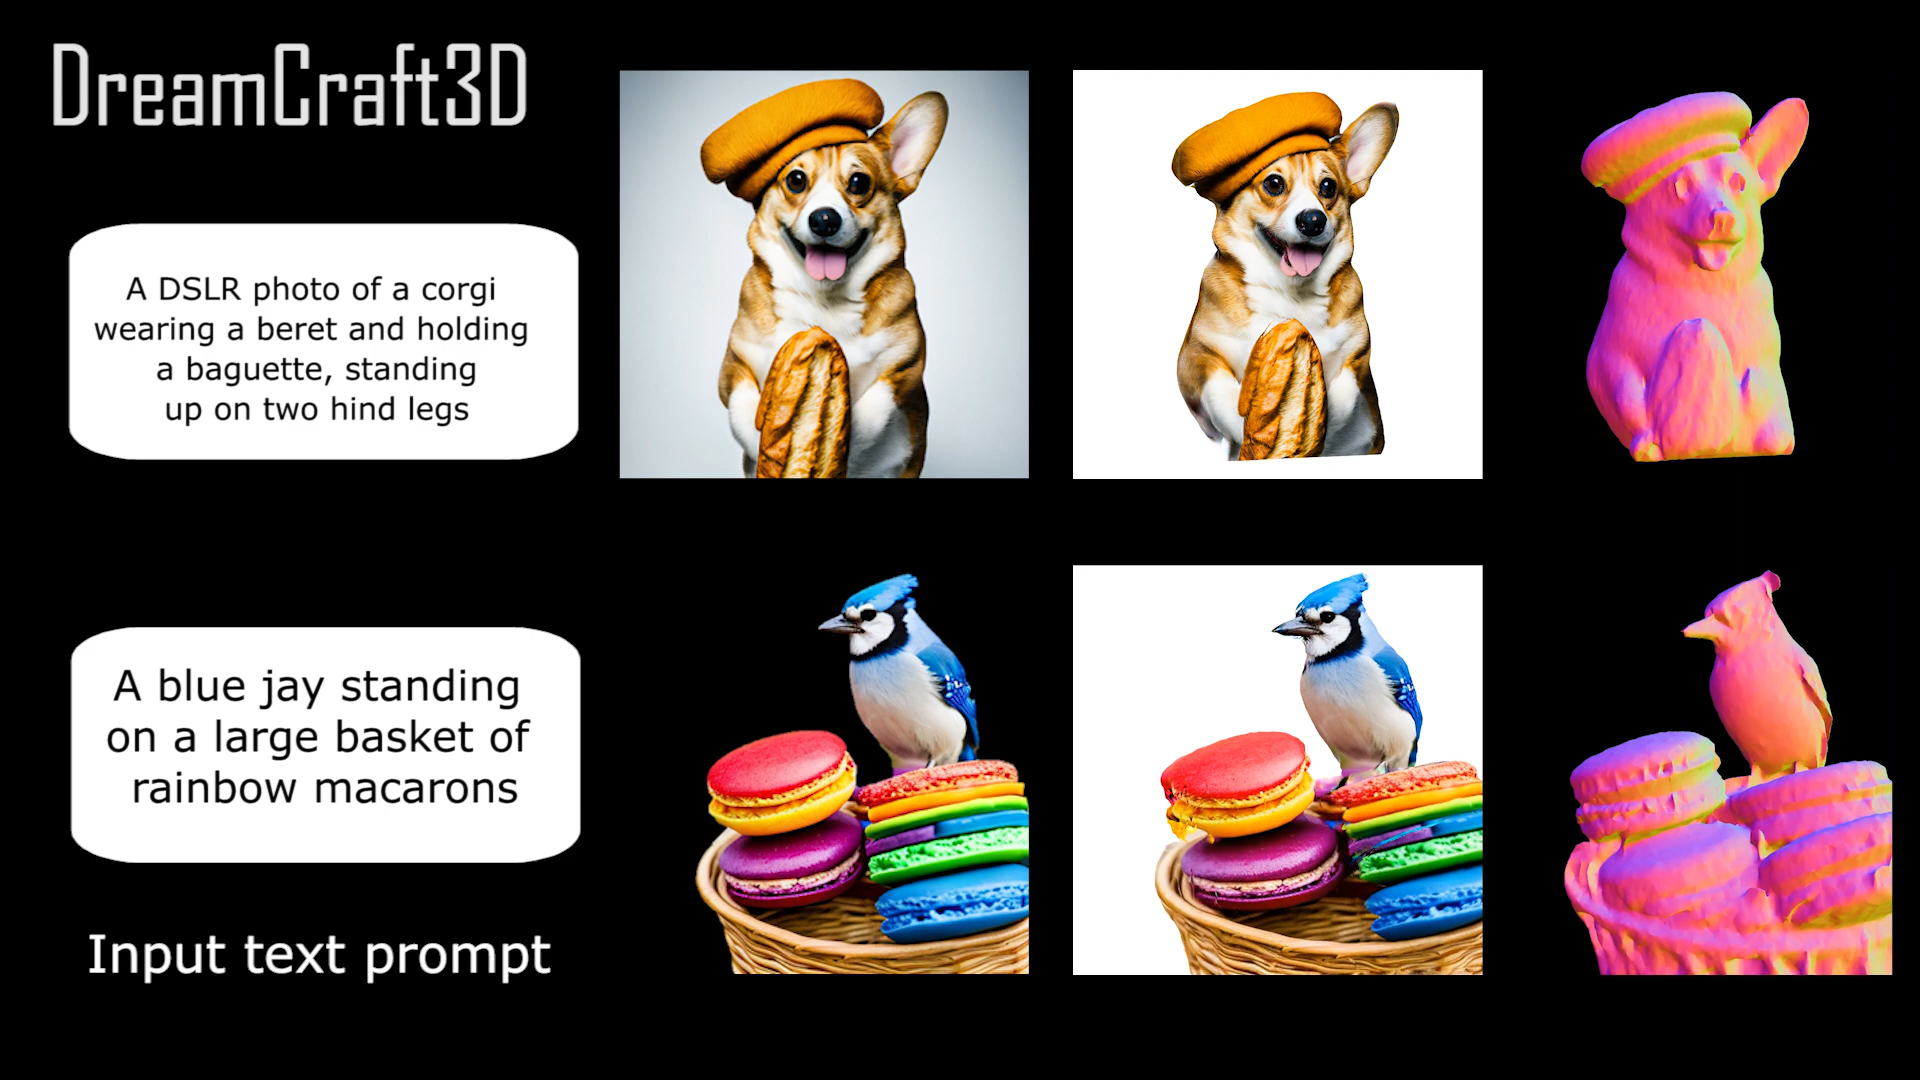 DreamCraft3D
A DSLR photo of a corgi
wearing a beret and holding
a baguette, standing
up on two hind legs
A blue jay standing
on a large basket of
rainbow macarons
Input text prompt